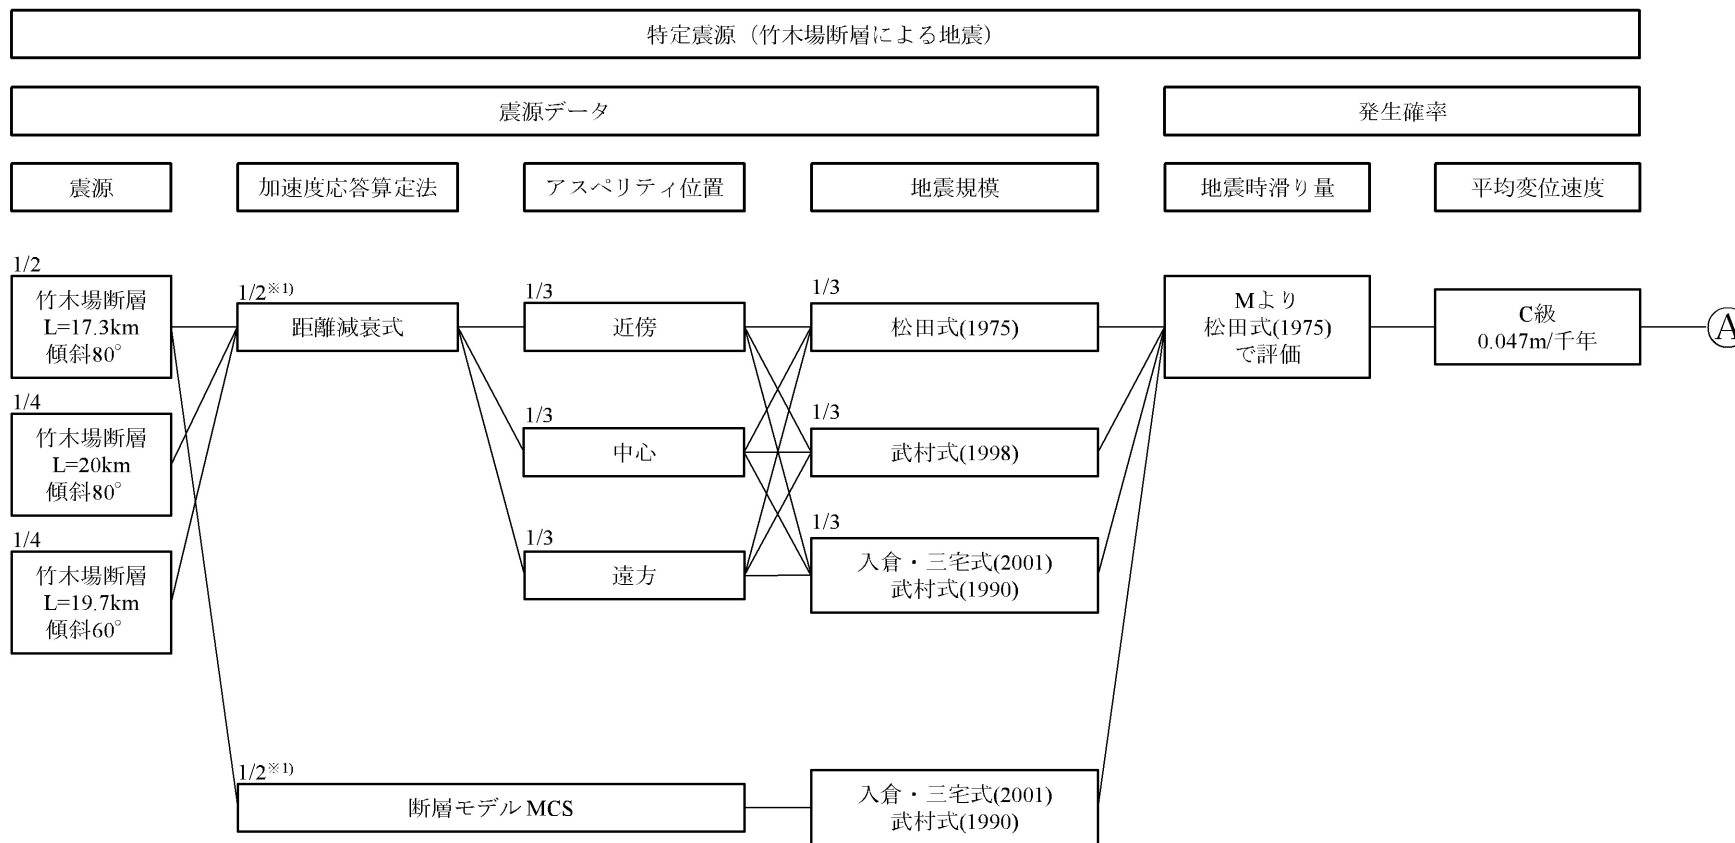 特定震源（竹木場断層による地震）
震源データ
発生確率
震源
加速度応答算定法
アスペリティ位置
地震規模
地震時滑り量
平均変位速度
1/2
竹木場断層
L=17.3km
傾斜80°
1/4
竹木場断層
L=20km
傾斜80°
1/4
竹木場断層
L=19.7km
傾斜60°
1/2※1)
距離減衰式
1/2※1)
断層モデル MCS
1/3
近傍
1/3
中心
1/3
遠方
1/3
松田式(1975)
1/3
武村式(1998)
1/3
入倉・三宅式(2001)
武村式(1990)
入倉・三宅式(2001)
武村式(1990)
Mより
松田式(1975)
で評価
C級
0.047m/千年
Ⓐ